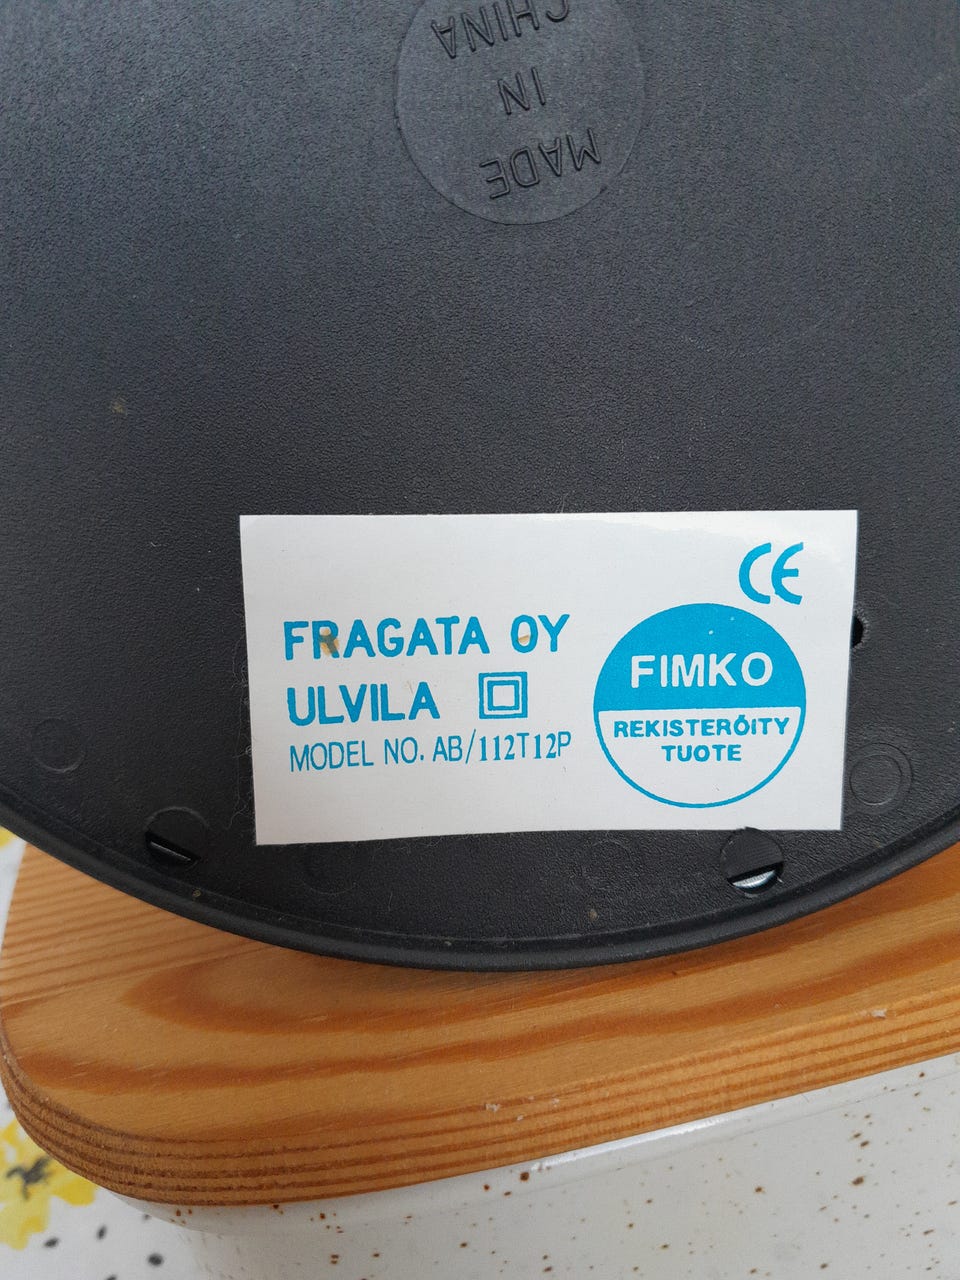 MADE
IN
CHINA
CE
FRAGATA OY
ULVILA
MODEL NO. AB/112T12P
FIMKO
REKISTERÖITY
TUOTE